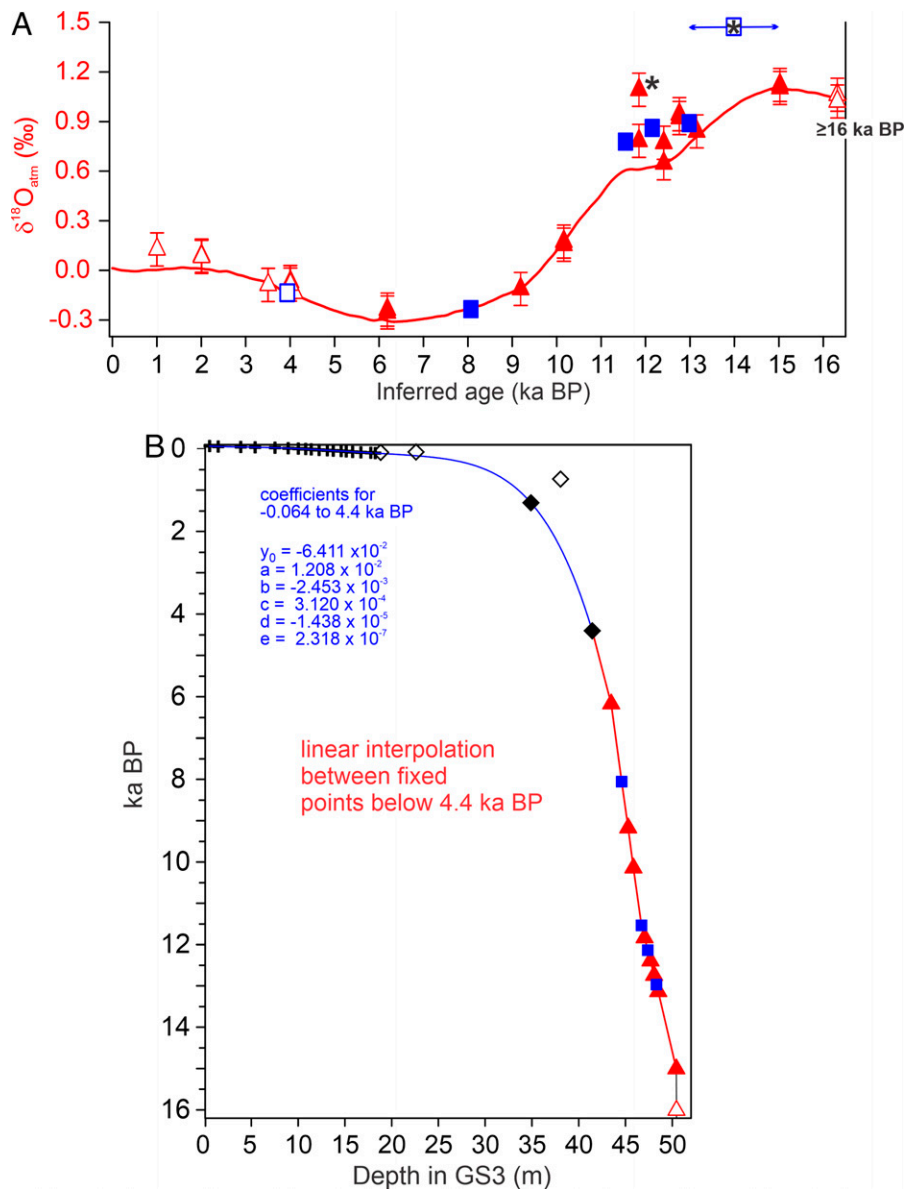 A
1.5
1.2
0.9
0.6
0.3
0.0
-0.3
δ¹⁸Oatm (‰)
*
*
≥16 ka BP
0 1 2 3 4 5 6 7 8 9 10 11 12 13 14 15 16
Inferred age (ka BP)
B
0
2
4
6
8
10
12
14
16
ka BP
coefficients for
-0.064 to 4.4 ka BP
y₀ = -6.411 x10⁻²
a = 1.208 x 10⁻²
b = -2.453 x 10⁻³
c = 3.120 x 10⁻⁴
d = -1.438 x 10⁻⁵
e = 2.318 x 10⁻⁷
linear interpolation
between fixed
points below 4.4 ka BP
0 5 10 15 20 25 30 35 40 45 50
Depth in GS3 (m)